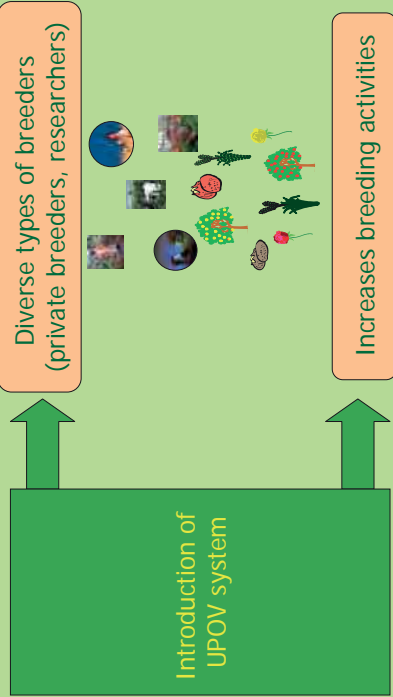 Introduction of
UPOV system
Diverse types of breeders
(private breeders, researchers)
Increases breeding activities